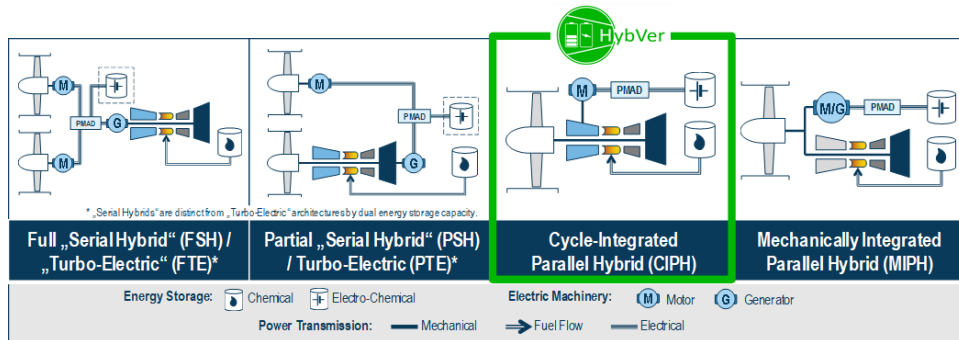 HybVer
M
M
PMAD
G
M
PMAD
G
M
PMAD
M/G
PMAD
* „Serial Hybrids“ are distinct from „Turbo-Electric“ architectures by dual energy storage capacity.
Full „Serial Hybrid“ (FSH) /
„Turbo-Electric“ (FTE)*
Partial „Serial Hybrid“ (PSH)
/ Turbo-Electric (PTE)*
Cycle-Integrated
Parallel Hybrid (CIPH)
Mechanically Integrated
Parallel Hybrid (MIPH)
Energy Storage: Chemical Electro-Chemical Electric Machinery: M Motor G Generator
Power Transmission: Mechanical Fuel Flow Electrical